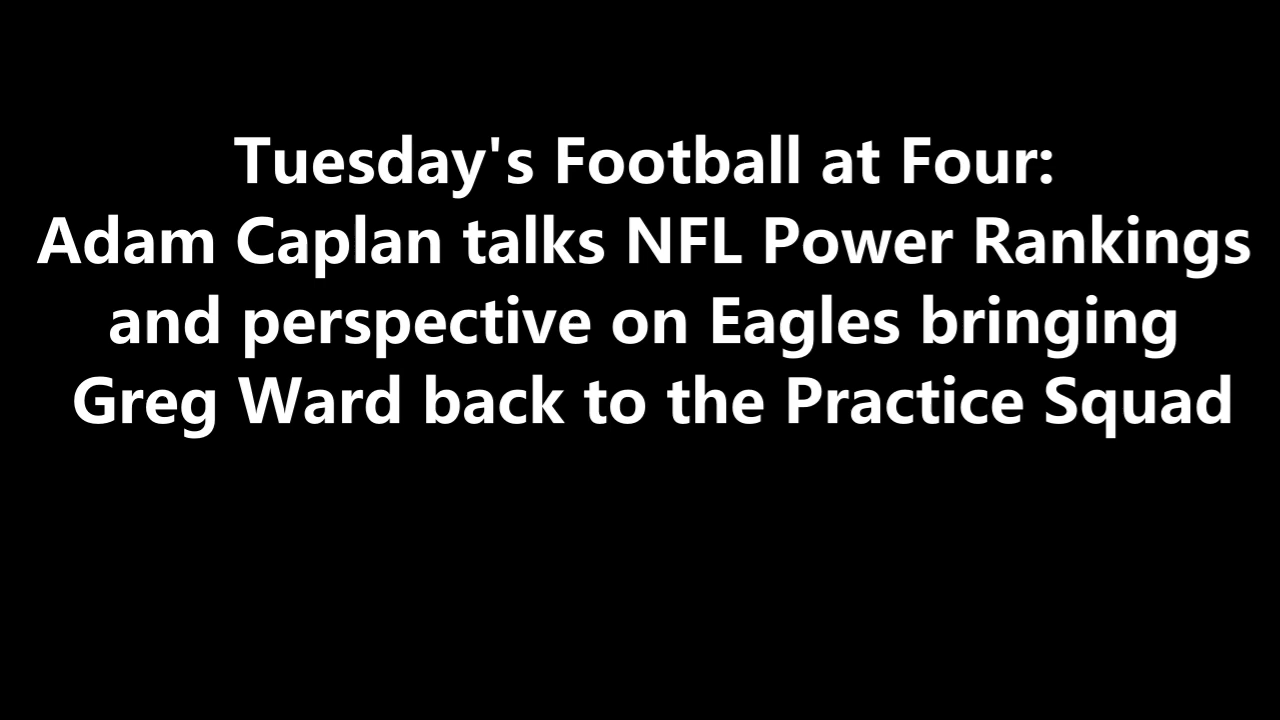 Tuesday's Football at Four:
Adam Caplan talks NFL Power Rankings
and perspective on Eagles bringing
Greg Ward back to the Practice Squad